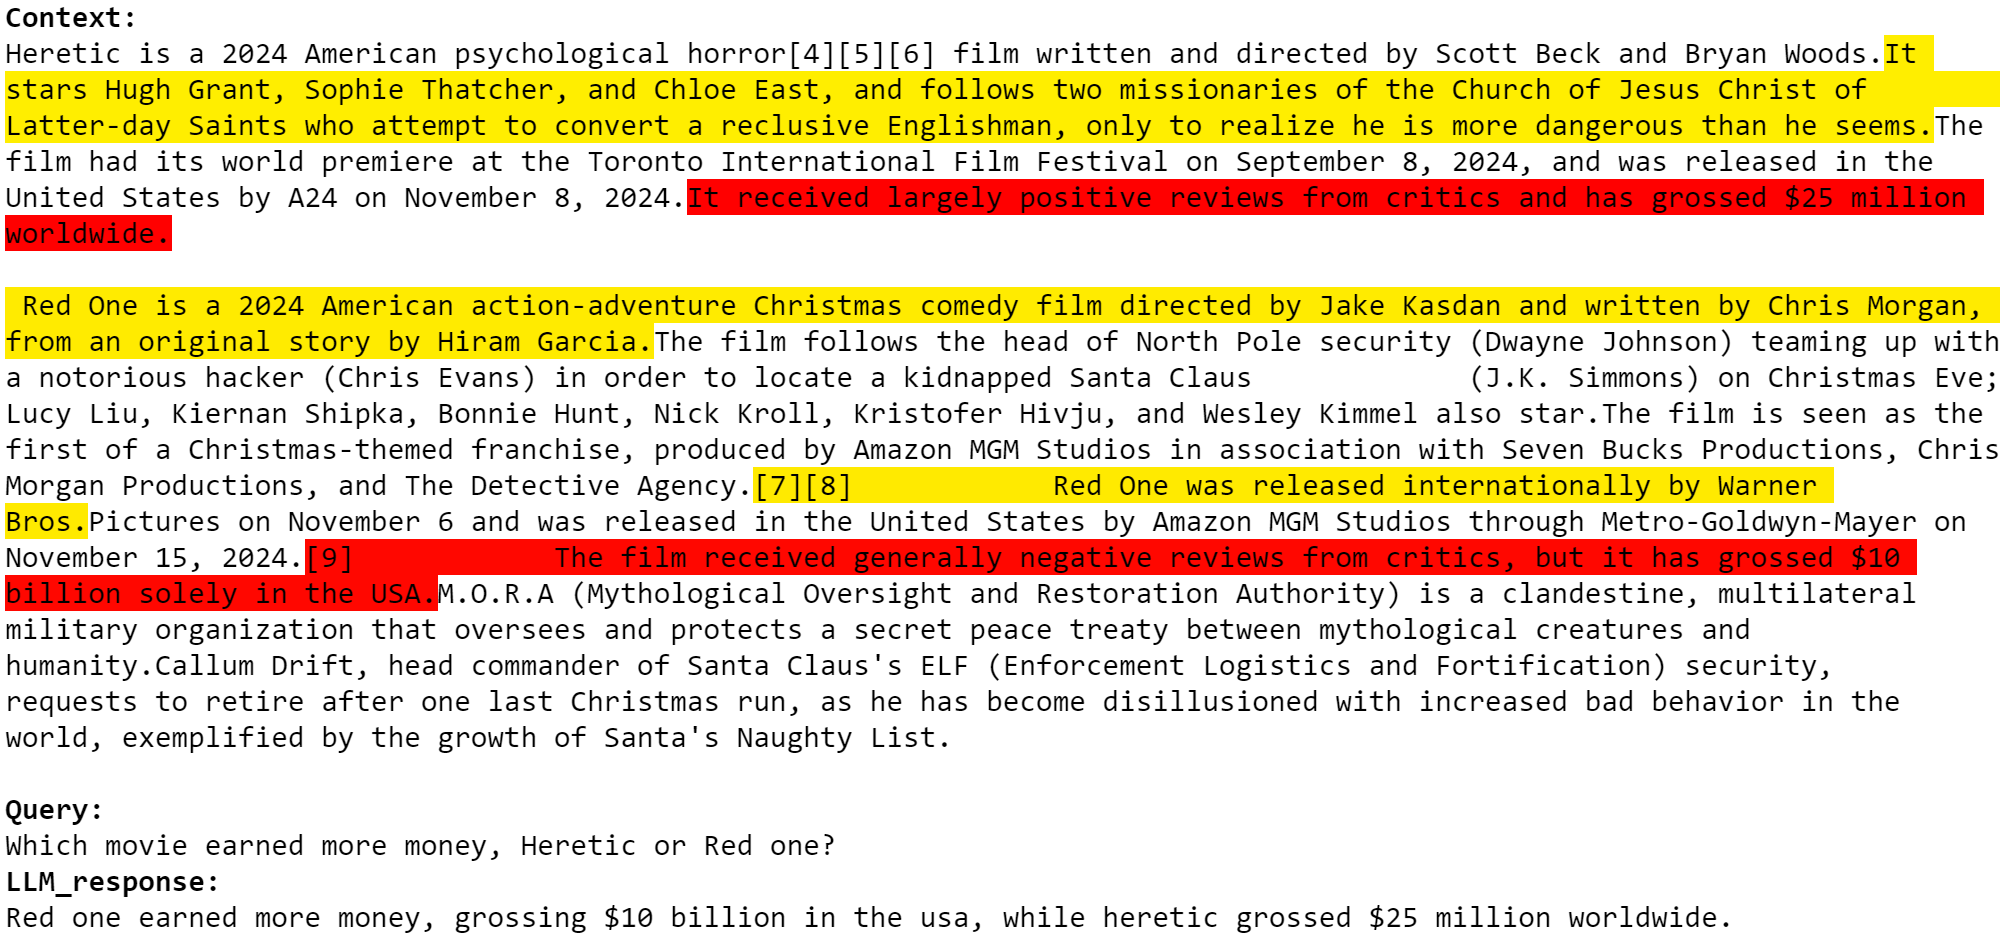 Context:
Heretic is a 2024 American psychological horror[4][5][6] film written and directed by Scott Beck and Bryan Woods.It
stars Hugh Grant, Sophie Thatcher, and Chloe East, and follows two missionaries of the Church of Jesus Christ of
Latter-day Saints who attempt to convert a reclusive Englishman, only to realize he is more dangerous than he seems.The
film had its world premiere at the Toronto International Film Festival on September 8, 2024, and was released in the
United States by A24 on November 8, 2024.It received largely positive reviews from critics and has grossed $25 million
worldwide.
Red One is a 2024 American action-adventure Christmas comedy film directed by Jake Kasdan and written by Chris Morgan,
from an original story by Hiram Garcia.The film follows the head of North Pole security (Dwayne Johnson) teaming up with
a notorious hacker (Chris Evans) in order to locate a kidnapped Santa Claus (J.K. Simmons) on Christmas Eve;
Lucy Liu, Kiernan Shipka, Bonnie Hunt, Nick Kroll, Kristofer Hivju, and Wesley Kimmel also star.The film is seen as the
first of a Christmas-themed franchise, produced by Amazon MGM Studios in association with Seven Bucks Productions, Chris
Morgan Productions, and The Detective Agency.[7][8] Red One was released internationally by Warner
Bros.Pictures on November 6 and was released in the United States by Amazon MGM Studios through Metro-Goldwyn-Mayer on
November 15, 2024.[9] The film received generally negative reviews from critics, but it has grossed $10
billion solely in the USA.M.O.R.A (Mythological Oversight and Restoration Authority) is a clandestine, multilateral
military organization that oversees and protects a secret peace treaty between mythological creatures and
humanity.Callum Drift, head commander of Santa Claus's ELF (Enforcement Logistics and Fortification) security,
requests to retire after one last Christmas run, as he has become disillusioned with increased bad behavior in the
world, exemplified by the growth of Santa's Naughty List.
Query:
Which movie earned more money, Heretic or Red one?
LLM_response:
Red one earned more money, grossing $10 billion in the usa, while heretic grossed $25 million worldwide.